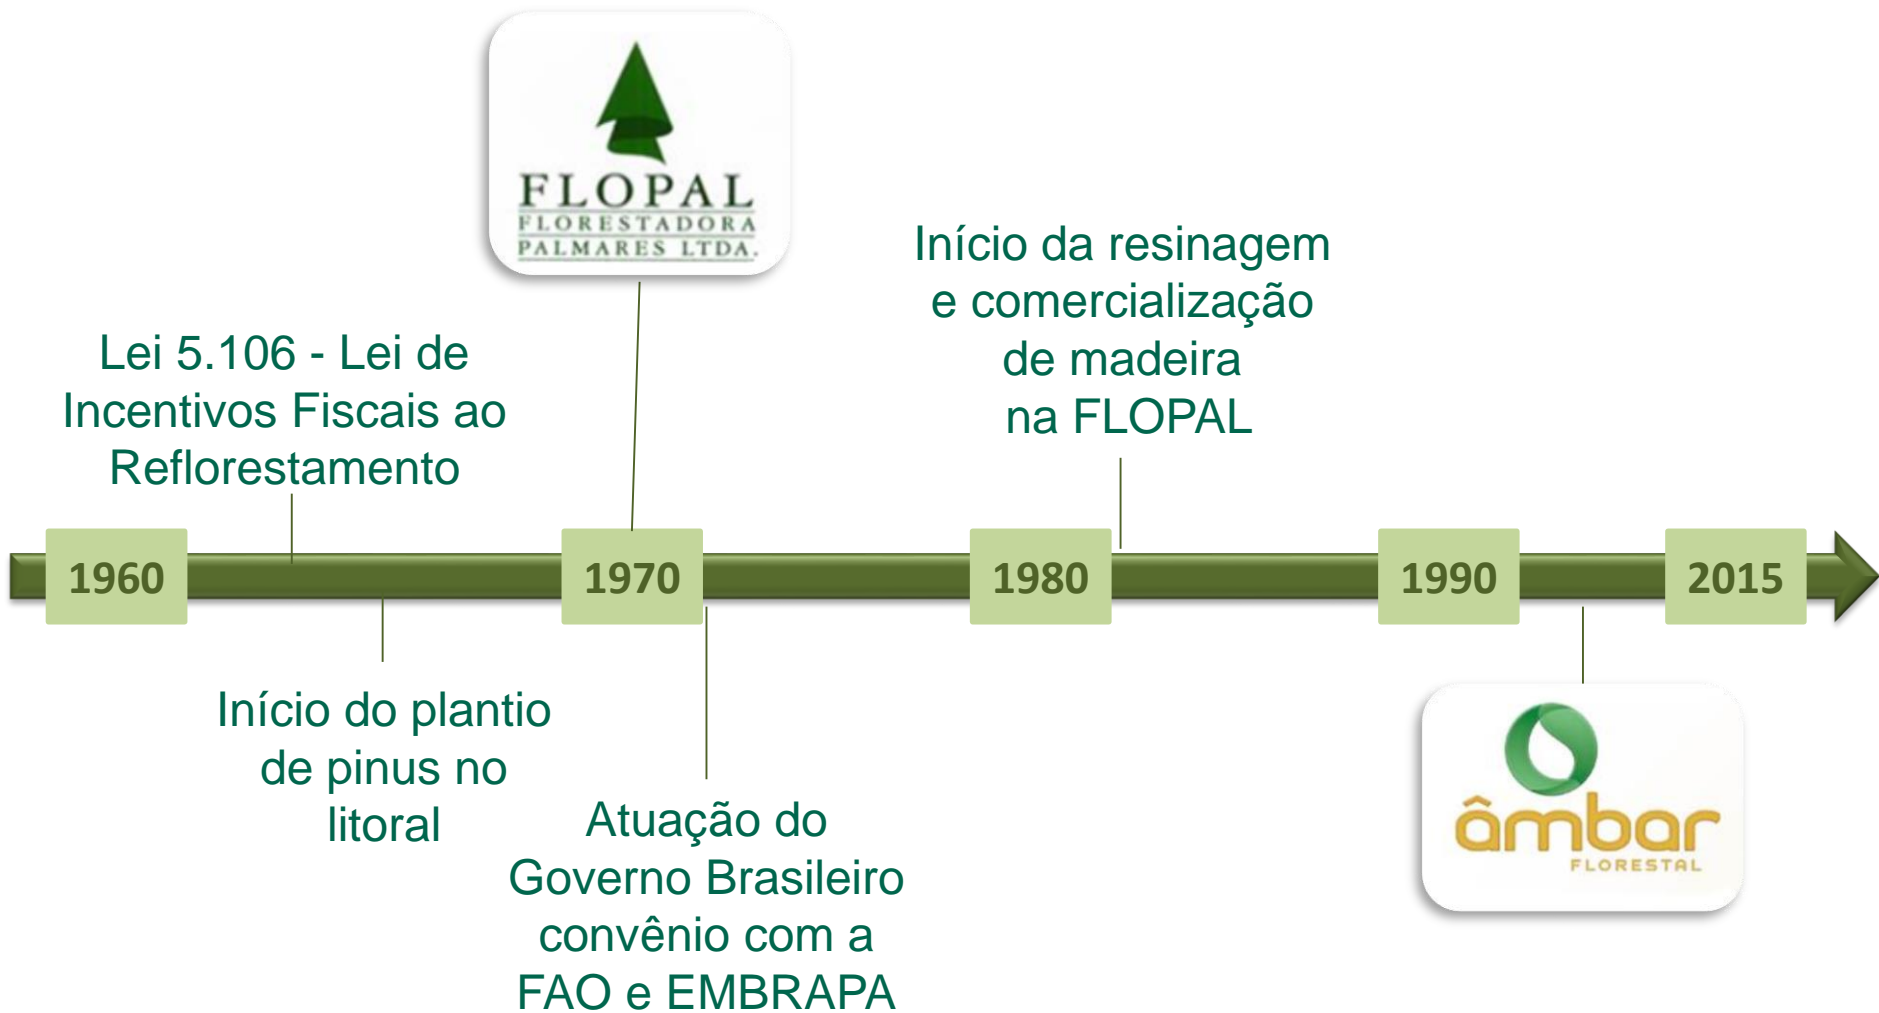 FLOPAL
FLORESTADORA
PALMARES LTDA.
Início da resinagem
e comercialização
de madeira
na FLOPAL
Lei 5.106 - Lei de
Incentivos Fiscais ao
Reflorestamento
1960
1970
1980
1990
2015
Início do plantio
de pinus no
litoral
Atuação do
Governo Brasileiro
convênio com a
FAO e EMBRAPA
âmbar
FLORESTAL